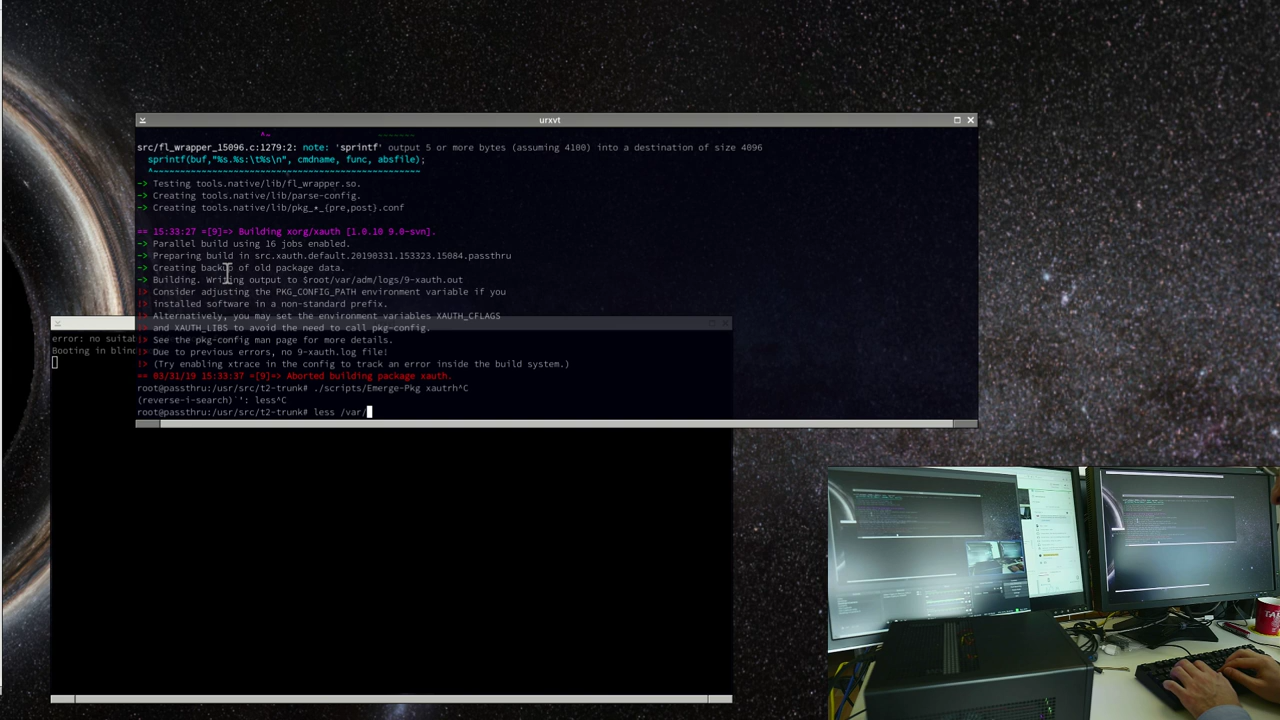 urxvt
src/fl_wrapper_15096.c:1279:2: note: 'sprintf' output 5 or more bytes (assuming 4100) into a destination of size 4096
sprintf(buf,"%s.%s:\t%s\n", cmdname, func, absfile);
^~~~~~~~~~~~~~~~~~~~~~~~~~~~~~~~~~~~~~~~~~~~~~~~~~~
-> Testing tools.native/lib/fl_wrapper.so.
-> Creating tools.native/lib/parse-config.
-> Creating tools.native/lib/pkg_*_{pre,post}.conf
== 15:33:27 =[9]=> Building xorg/xauth [1.0.10 9.0-svn].
-> Parallel build using 16 jobs enabled.
-> Preparing build in src.xauth.default.20190331.153323.15084.passthru
-> Creating backup of old package data.
-> Building. Writing output to $root/var/adm/logs/9-xauth.out
!> Consider adjusting the PKG_CONFIG_PATH environment variable if you
!> installed software in a non-standard prefix.
!> Alternatively, you may set the environment variables XAUTH_CFLAGS
!> and XAUTH_LIBS to avoid the need to call pkg-config.
!> See the pkg-config man page for more details.
!> Due to previous errors, no 9-xauth.log file!
!> (Try enabling xtrace in the config to track an error inside the build system.)
== 03/31/19 15:33:37 =[9]=> Aborted building package xauth.
root@passthru:/usr/src/t2-trunk# ./scripts/Emerge-Pkg xautrh^C
(reverse-i-search)`': less^C
root@passthru:/usr/src/t2-trunk# less /var/
error: no suitab
Booting in blin